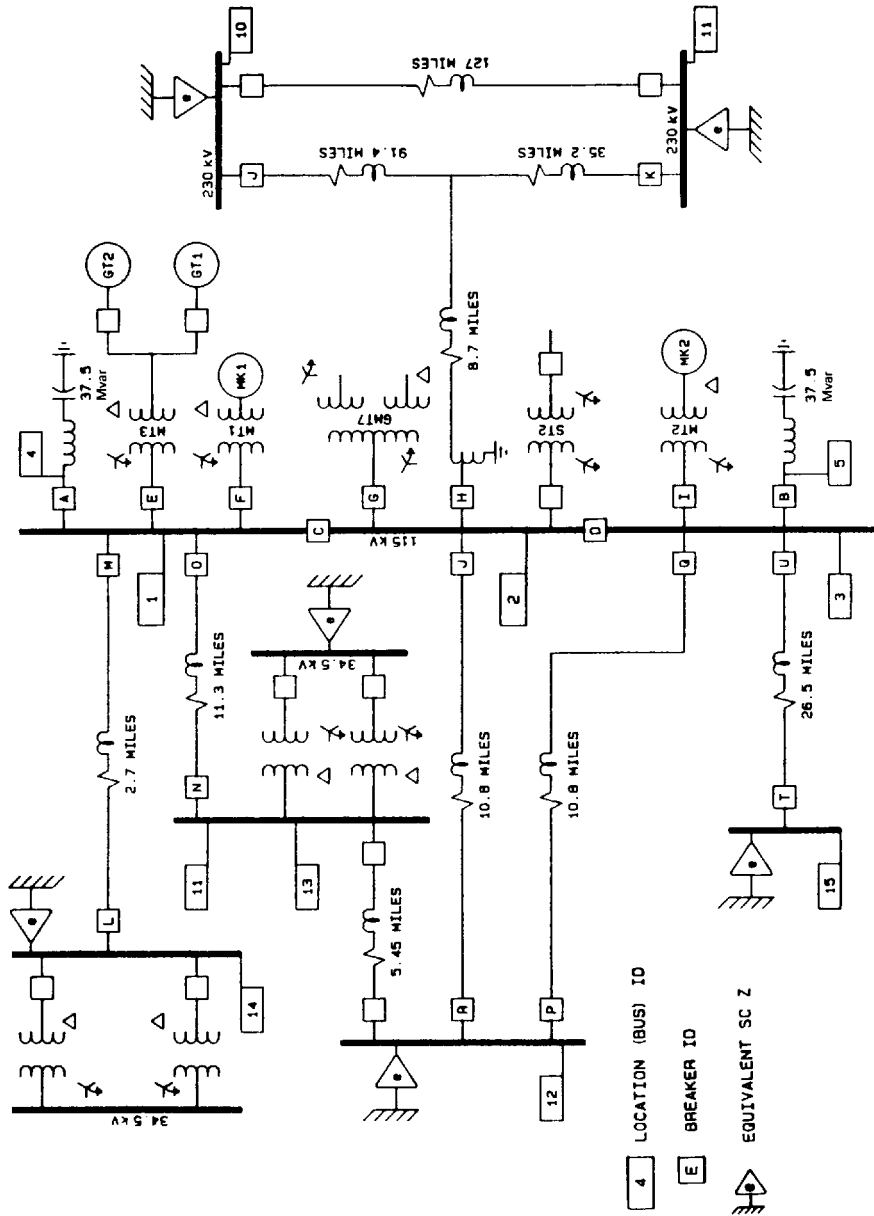 10
230 kV
e
J
127 MILES
91.4 MILES
35.2 MILES
K
230 kV
e
11
8.7 MILES
GT2
GT1
37.5
Mvar
4
A
MT3
E
MK1
MT1
F
GMT7
G
H
ST2
MK2
MT2
I
37.5
Mvar
5
B
C
115 kV
D
M
1
O
J
2
Q
U
3
2.7 MILES
11.3 MILES
e
34.5 kV
N
11
13
10.8 MILES
10.8 MILES
26.5 MILES
T
e
15
e
L
14
34.5 kV
5.45 MILES
R
P
e
12
4 LOCATION (BUS) ID
E BREAKER ID
e EQUIVALENT SC Z